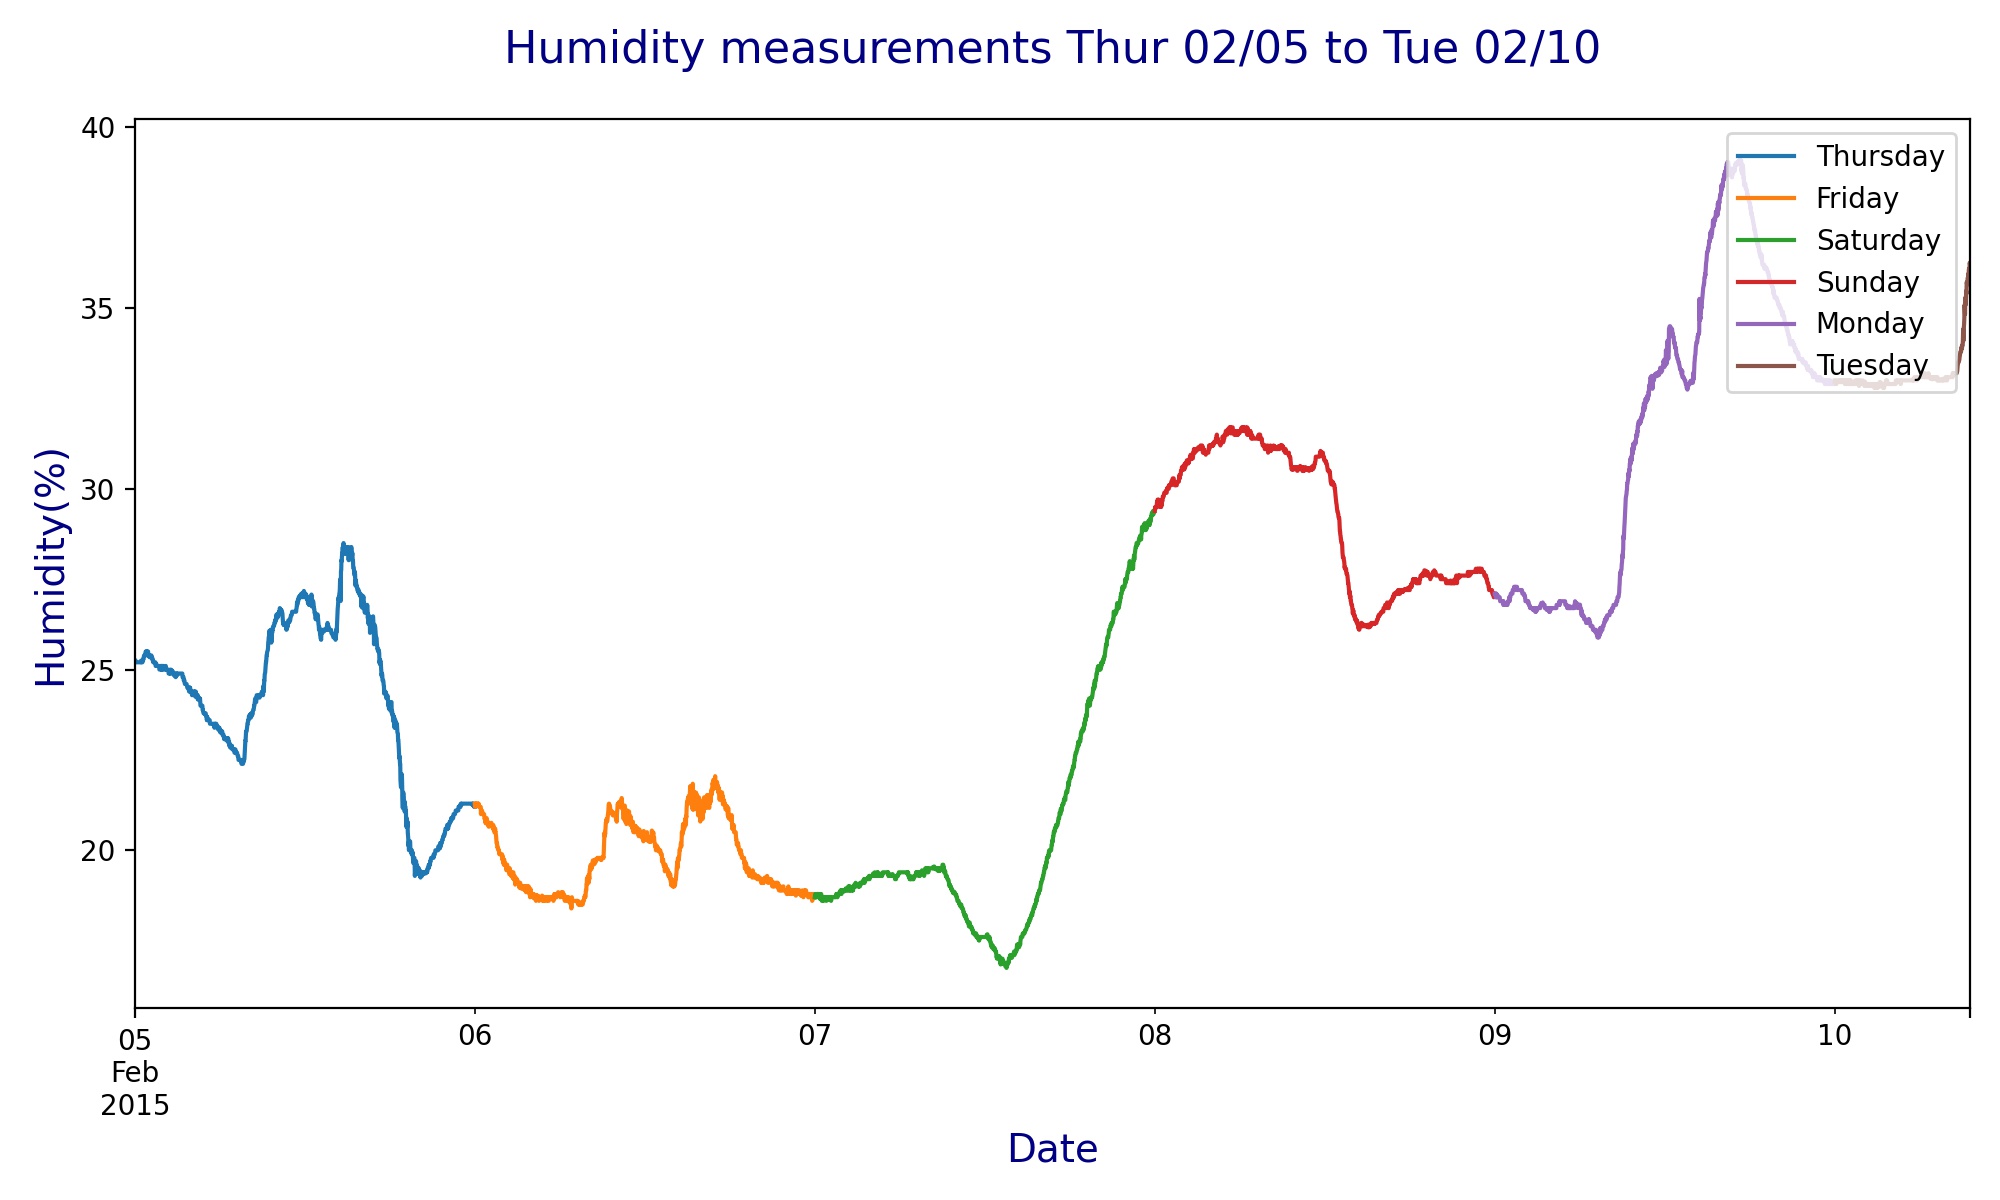 Humidity measurements Thur 02/05 to Tue 02/10
Humidity(%)
40
35
30
25
20
Thursday
Friday
Saturday
Sunday
Monday
Tuesday
05
Feb
2015
06
07
08
09
10
Date